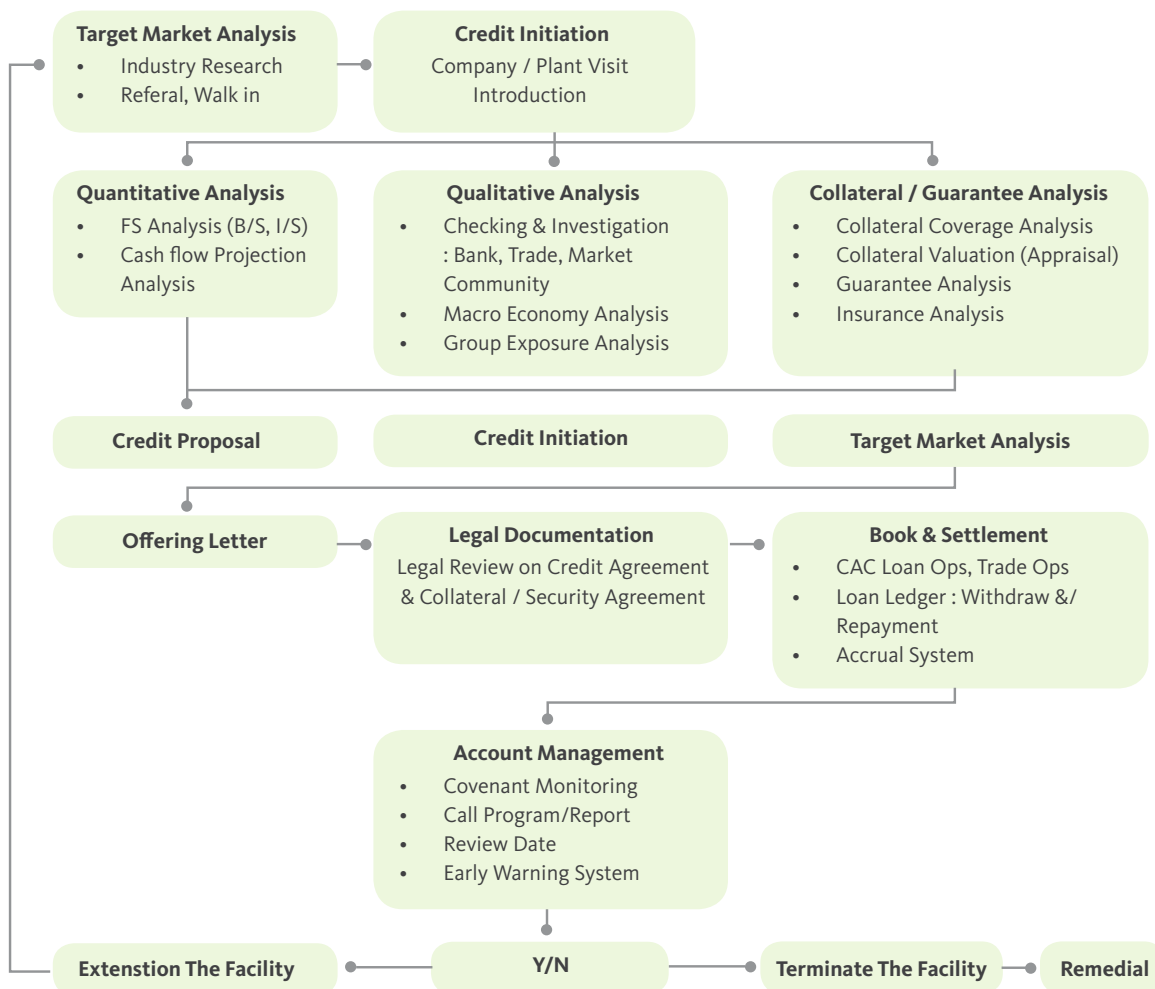 Target Market Analysis
• Industry Research
• Referal, Walk in
Credit Initiation
Company / Plant Visit
Introduction
Quantitative Analysis
• FS Analysis (B/S, I/S)
• Cash flow Projection
Analysis
Qualitative Analysis
• Checking & Investigation
: Bank, Trade, Market
Community
• Macro Economy Analysis
• Group Exposure Analysis
Collateral / Guarantee Analysis
• Collateral Coverage Analysis
• Collateral Valuation (Appraisal)
• Guarantee Analysis
• Insurance Analysis
Credit Proposal
Credit Initiation
Target Market Analysis
Offering Letter
Legal Documentation
Legal Review on Credit Agreement
& Collateral / Security Agreement
Book & Settlement
• CAC Loan Ops, Trade Ops
• Loan Ledger : Withdraw &/
Repayment
• Accrual System
Account Management
• Covenant Monitoring
• Call Program/Report
• Review Date
• Early Warning System
Extenstion The Facility
Y/N
Terminate The Facility
Remedial